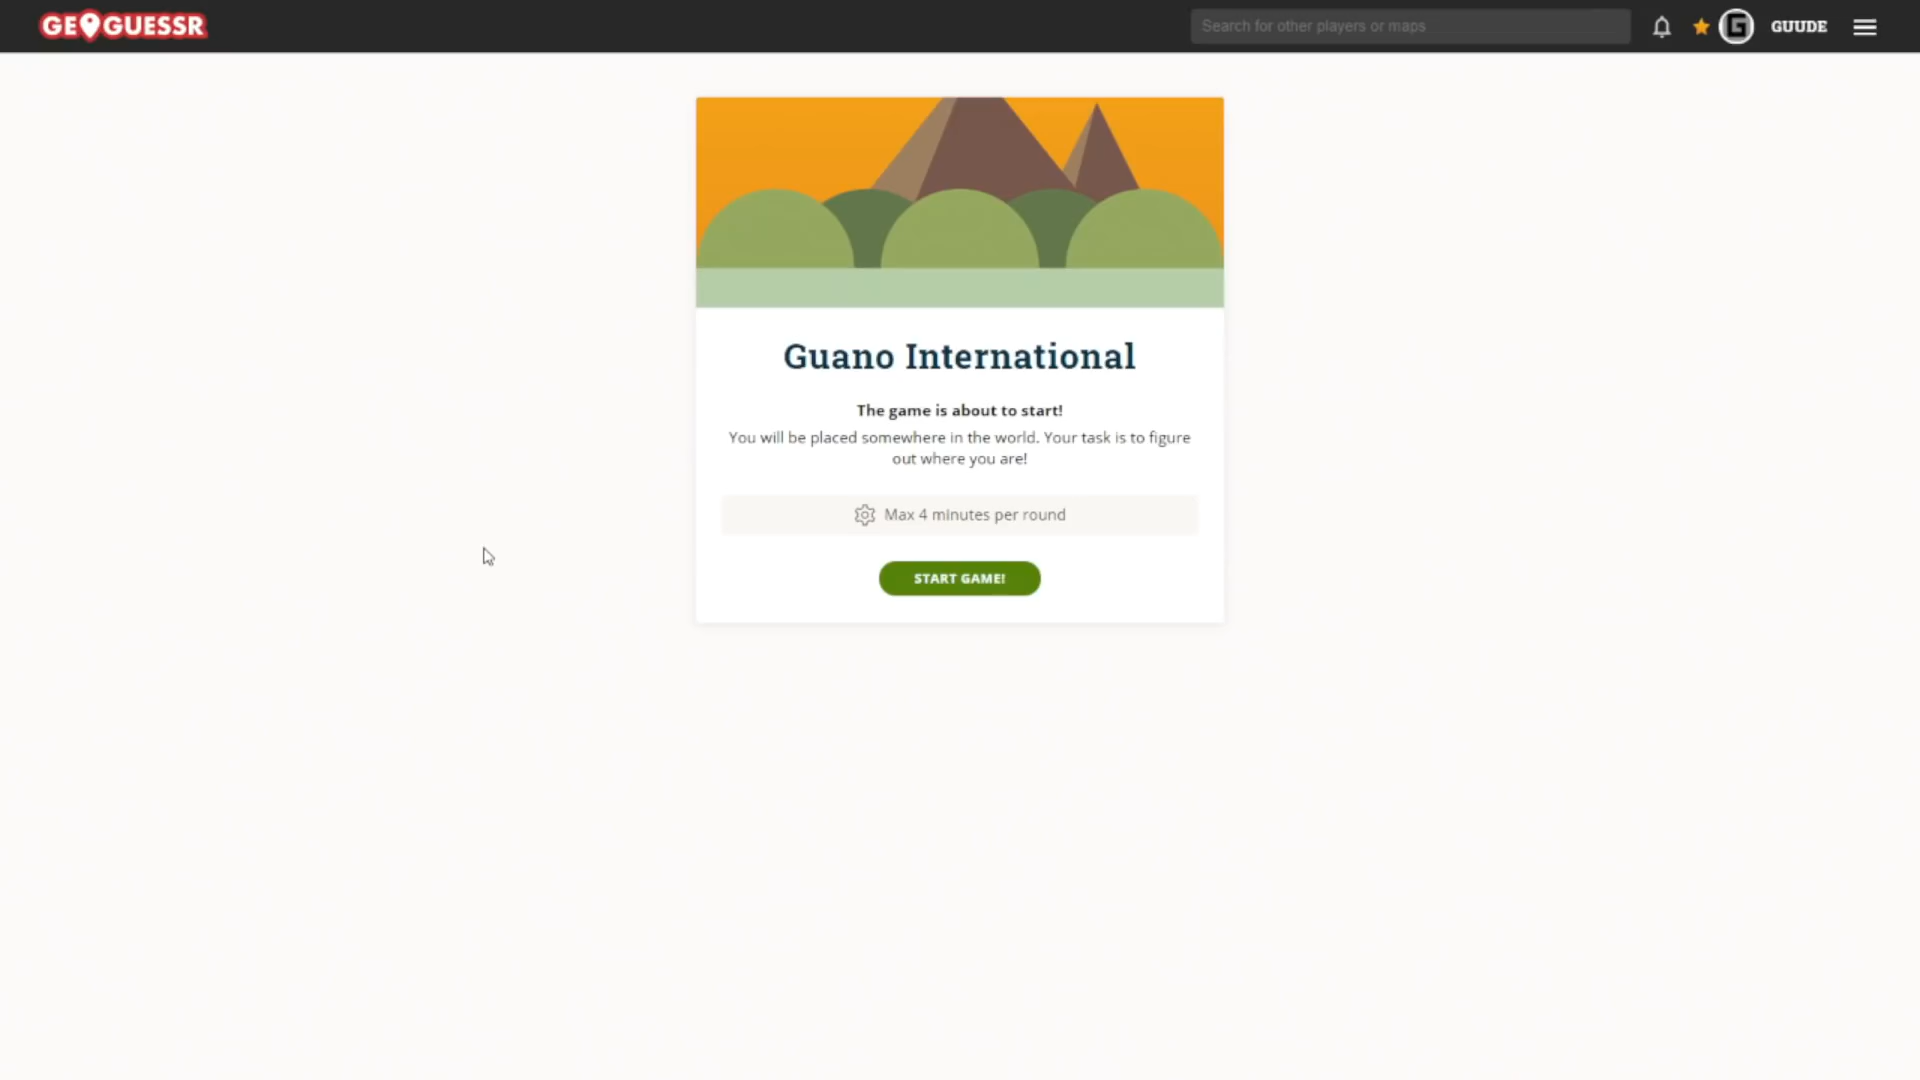 GEOGUESSR
Search for other players or maps
GUUDE
Guano International
The game is about to start!
You will be placed somewhere in the world. Your task is to figure
out where you are!
Max 4 minutes per round
START GAME!